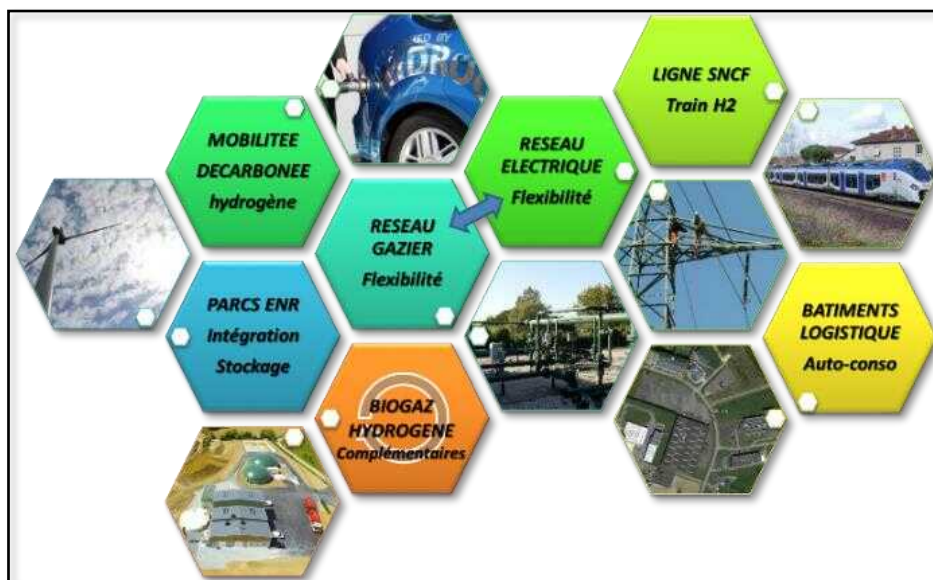 LIGNE SNCF
Train H2
MOBILITEE
DECARBONEE
hydrogène
RESEAU
ELECTRIQUE
Flexibilité
RESEAU
GAZIER
Flexibilité
PARCS ENR
Intégration
Stockage
BÂTIMENTS
LOGISTIQUE
Auto-conso
BIOGAZ
HYDROGENE
Complémentaires